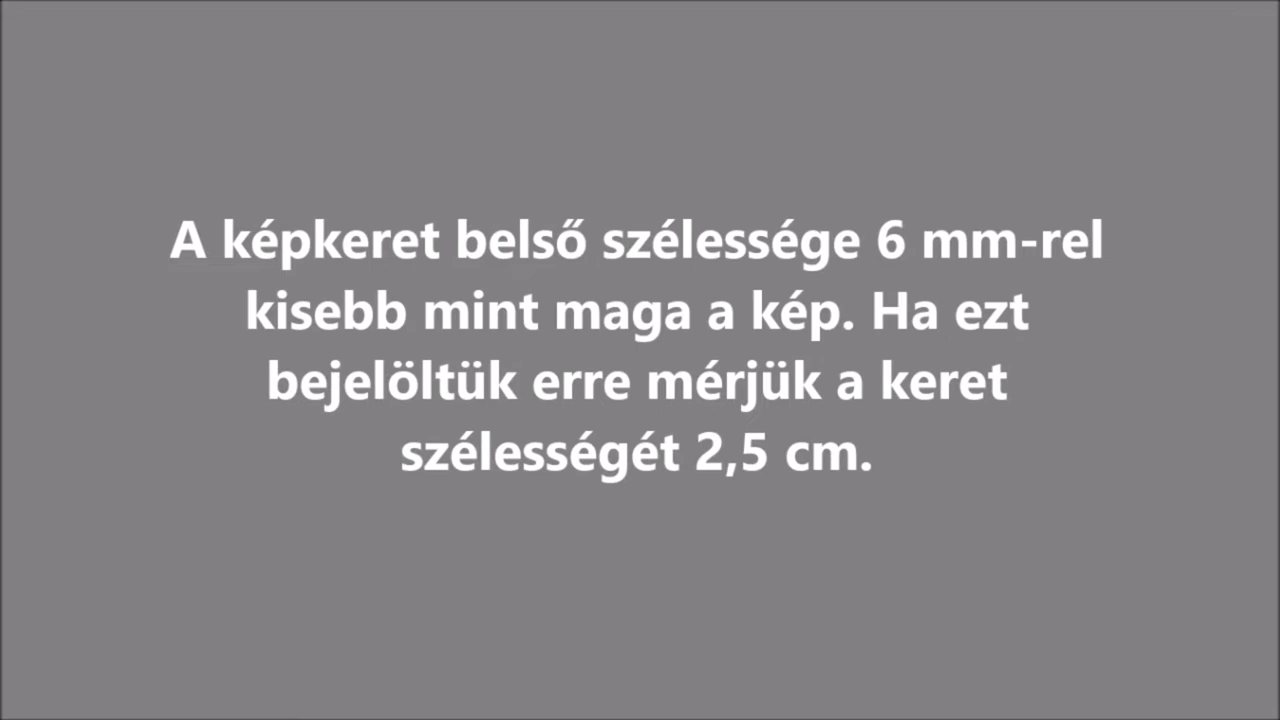 A képkeret belső szélessége 6 mm-rel
kisebb mint maga a kép. Ha ezt
bejelöltük erre mérjük a keret
szélességét 2,5 cm.